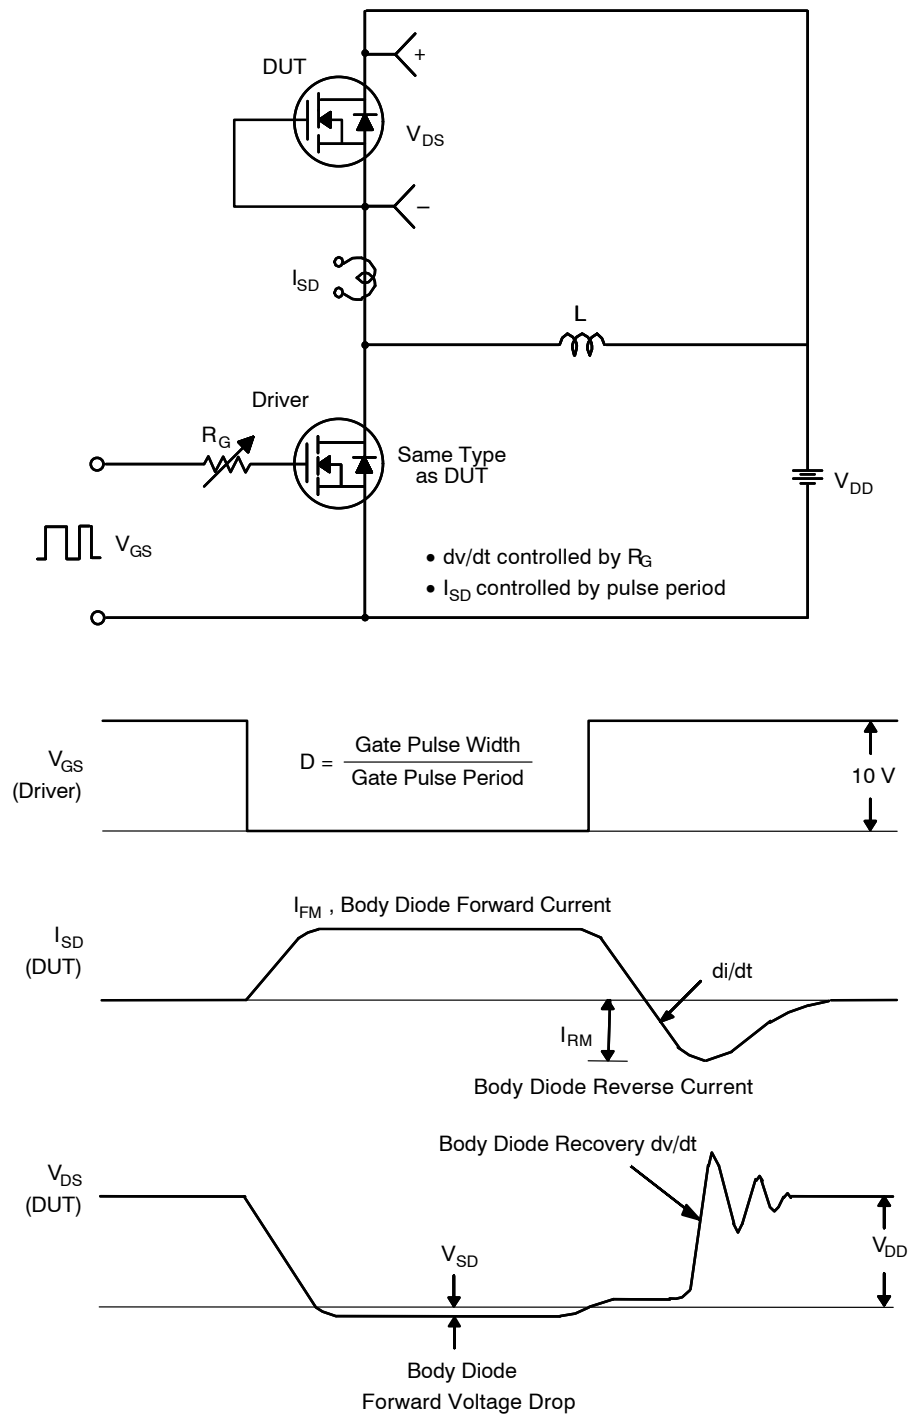 DUT
+
V_DS
−
I_SD
L
Driver
R_G
Same Type
as DUT
V_DD
V_GS
• dv/dt controlled by R_G
• I_SD controlled by pulse period
V_GS
(Driver)
D = Gate Pulse Width
Gate Pulse Period
10 V
I_FM , Body Diode Forward Current
I_SD
(DUT)
di/dt
I_RM
Body Diode Reverse Current
Body Diode Recovery dv/dt
V_DS
(DUT)
V_SD
V_DD
Body Diode
Forward Voltage Drop